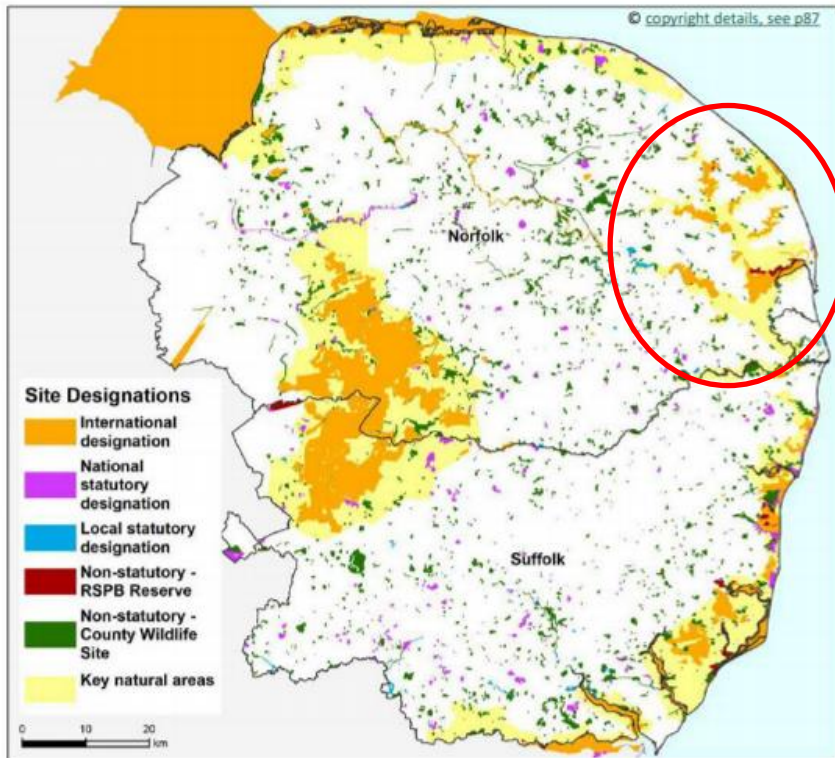 © copyright details, see p87
Norfolk
Site Designations
International
designation
National
statutory
designation
Local statutory
designation
Non-statutory -
RSPB Reserve
Non-statutory -
County Wildlife
Site
Key natural areas
Suffolk
0 10 20
km